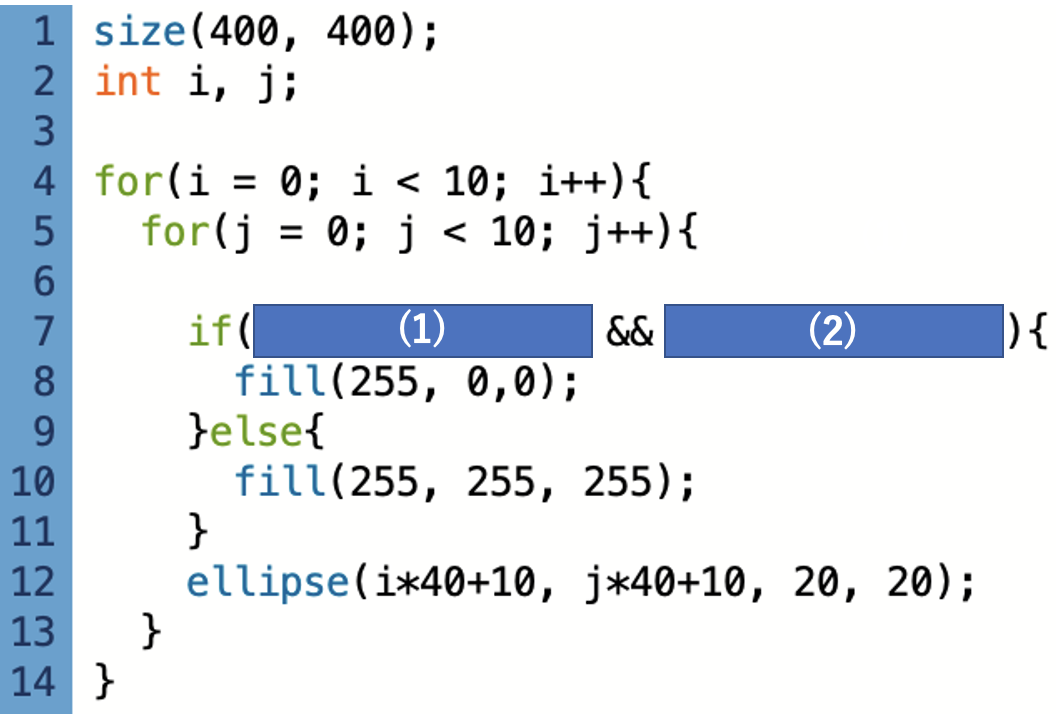 1 size(400, 400);
2 int i, j;
3
4 for(i = 0; i < 10; i++){
5 for(j = 0; j < 10; j++){
6
7 if( (1) && (2) ){
8 fill(255, 0,0);
9 }else{
10 fill(255, 255, 255);
11 }
12 ellipse(i*40+10, j*40+10, 20, 20);
13 }
14 }